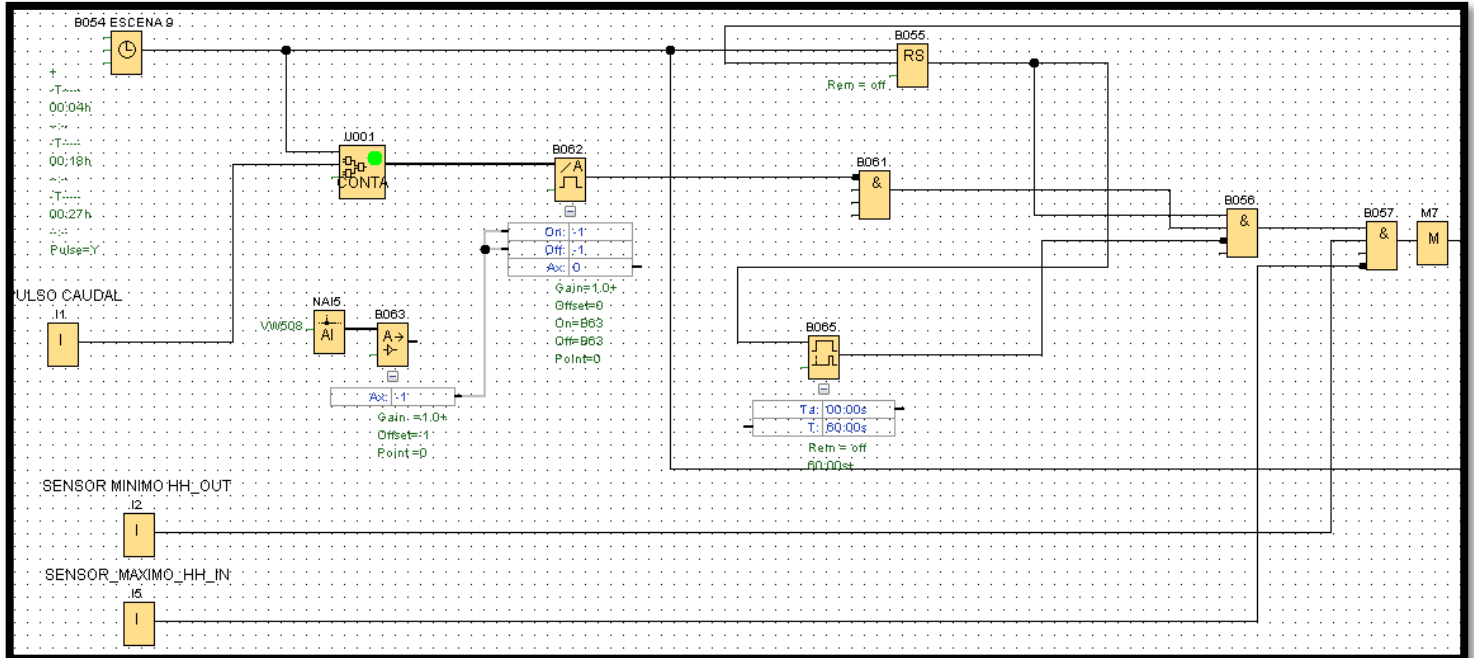 B054 ESCENA 9
+
-T----
00:04h
--:--
-T-----
00:18h
--:--
-T-----
00:27h
--:--
Pulse=Y
B055
RS
Rem = off
U001
CONTA
B062
/A
On: -1
Off: -1
Ax: 0
Gain=1.0+
Offset=0
On=B63
Off=B63
Point=0
B061
&
B056
&
B057
&
M7
M
ULSO CAUDAL
I1
I
NAI5
AI
VW508
B063
A→
Ax: -1
Gain =1.0+
Offset=-1
Point =0
B065
Ta: 00:00s
T: 60:00s
Rem = off
60:00s+
SENSOR MINIMO HH_OUT
I2
I
SENSOR_MAXIMO_HH_IN
I5
I